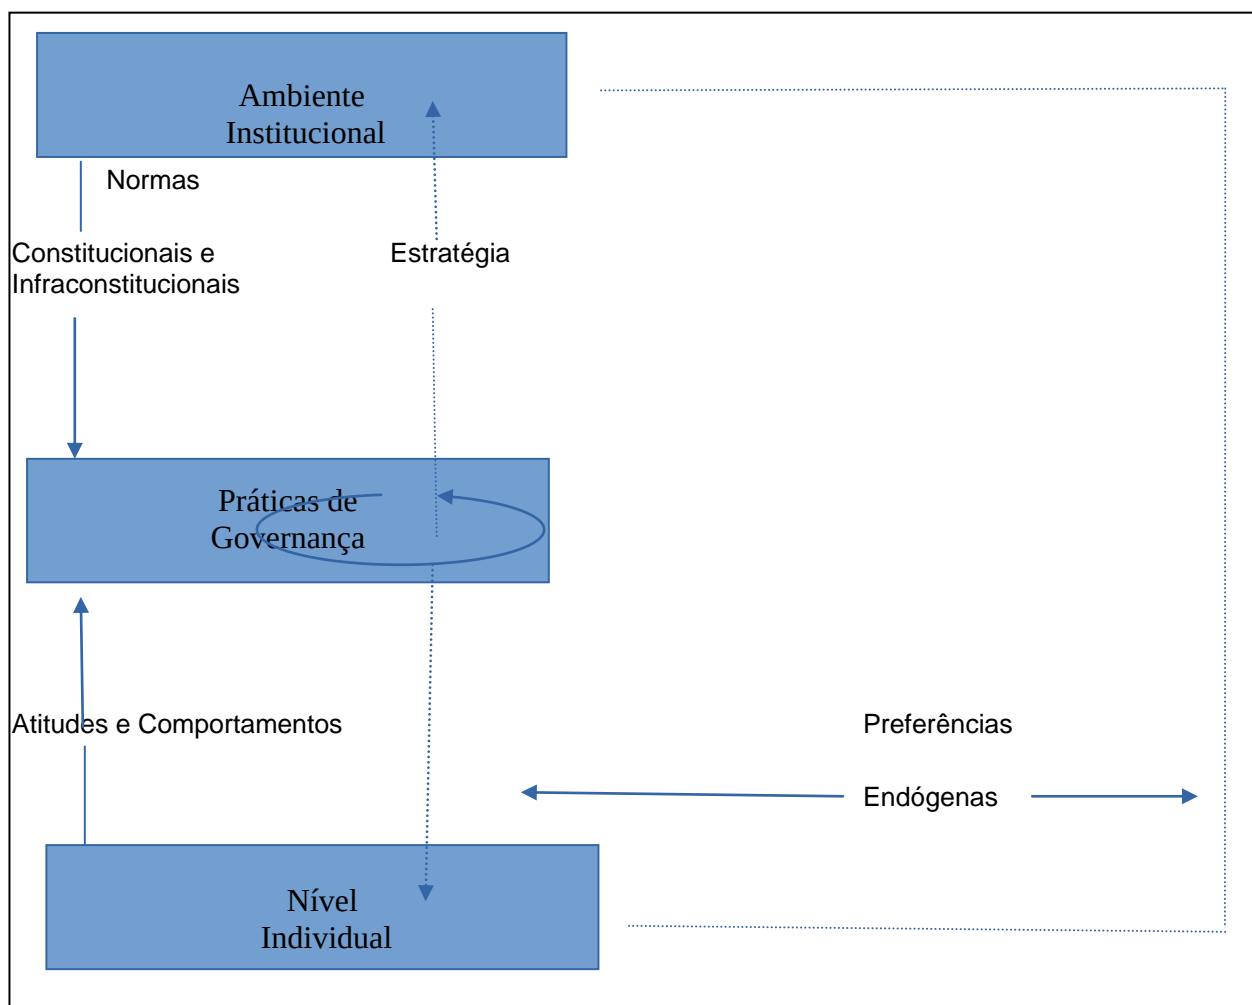 Ambiente
Institucional
Normas
Constitucionais e
Infraconstitucionais
Estratégia
Práticas de
Governança
Atitudes e Comportamentos
Preferências
Endógenas
Nível
Individual